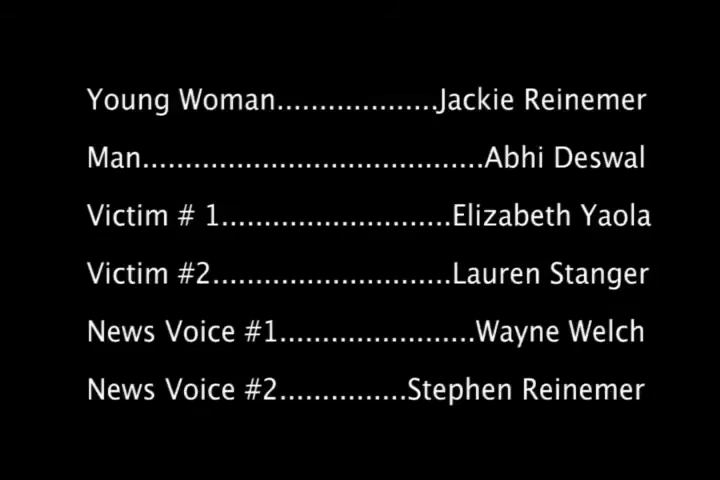 Young Woman...................Jackie Reinemer
Man........................................Abhi Deswal
Victim # 1...........................Elizabeth Yaola
Victim #2............................Lauren Stanger
News Voice #1.......................Wayne Welch
News Voice #2...............Stephen Reinemer